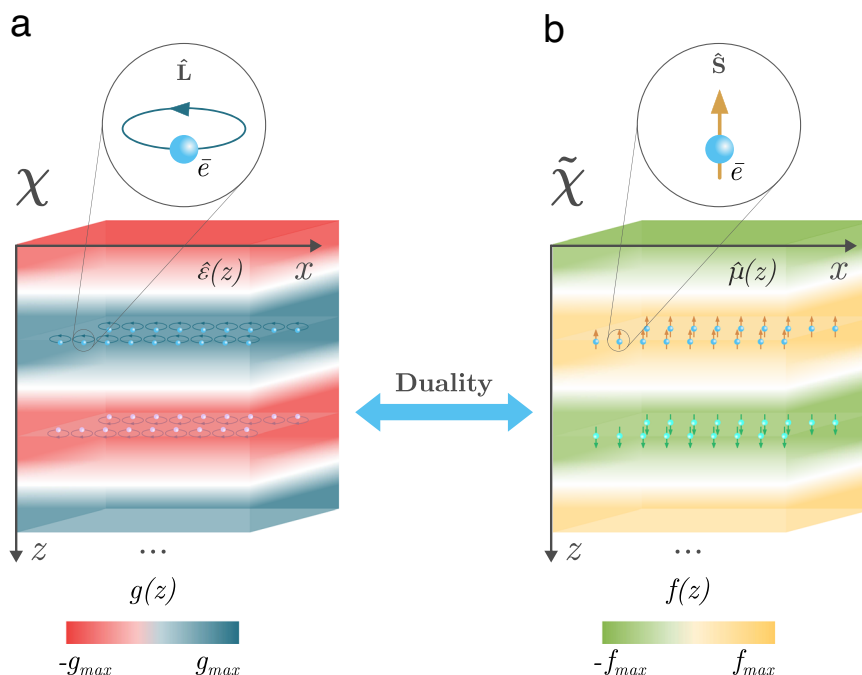 a
b
L̂
Ŝ
ē
ē
χ
χ̃
ε̂(z)
x
μ̂(z)
x
Duality
z
...
z
...
g(z)
f(z)
-g_max
g_max
-f_max
f_max